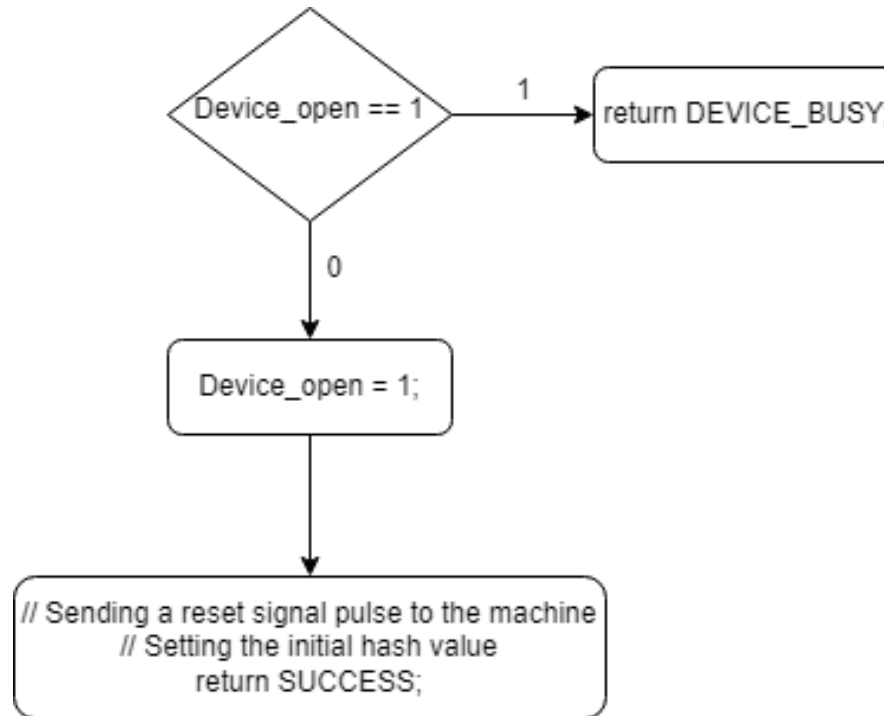 Device_open == 1
1
return DEVICE_BUSY;
0
Device_open = 1;
// Sending a reset signal pulse to the machine
// Setting the initial hash value
return SUCCESS;